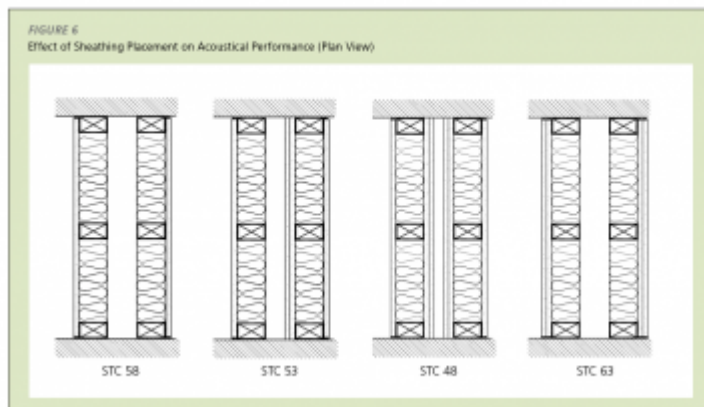 FIGURE 6
Effect of Sheathing Placement on Acoustical Performance (Plan View)
STC 58 STC 53 STC 48 STC 63